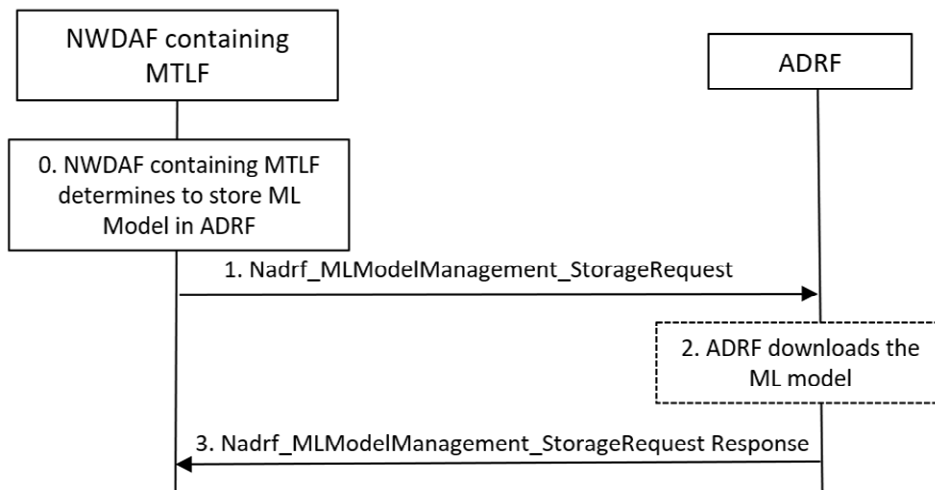 NWDAF containing
MTLF
ADRF
0. NWDAF containing MTLF
determines to store ML
Model in ADRF
1. Nadrf_MLModelManagement_StorageRequest
2. ADRF downloads the
ML model
3. Nadrf_MLModelManagement_StorageRequest Response